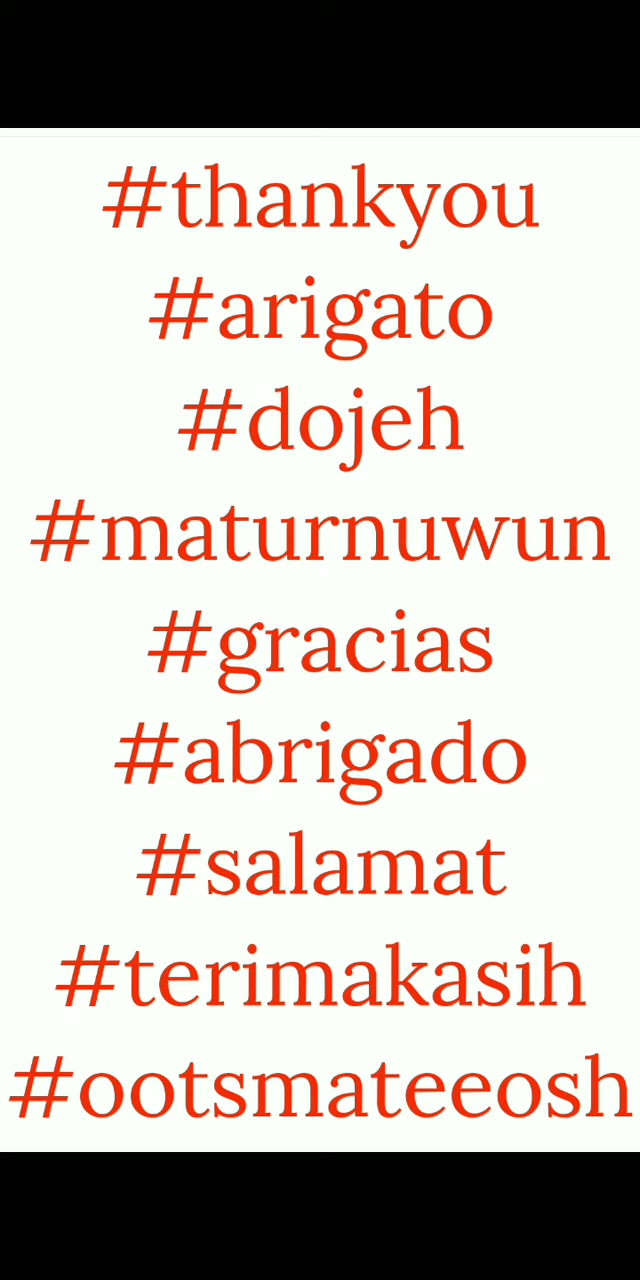 #thankyou
#arigato
#dojeh
#maturnuwun
#gracias
#abrigado
#salamat
#terimakasih
#ootsmateeosh